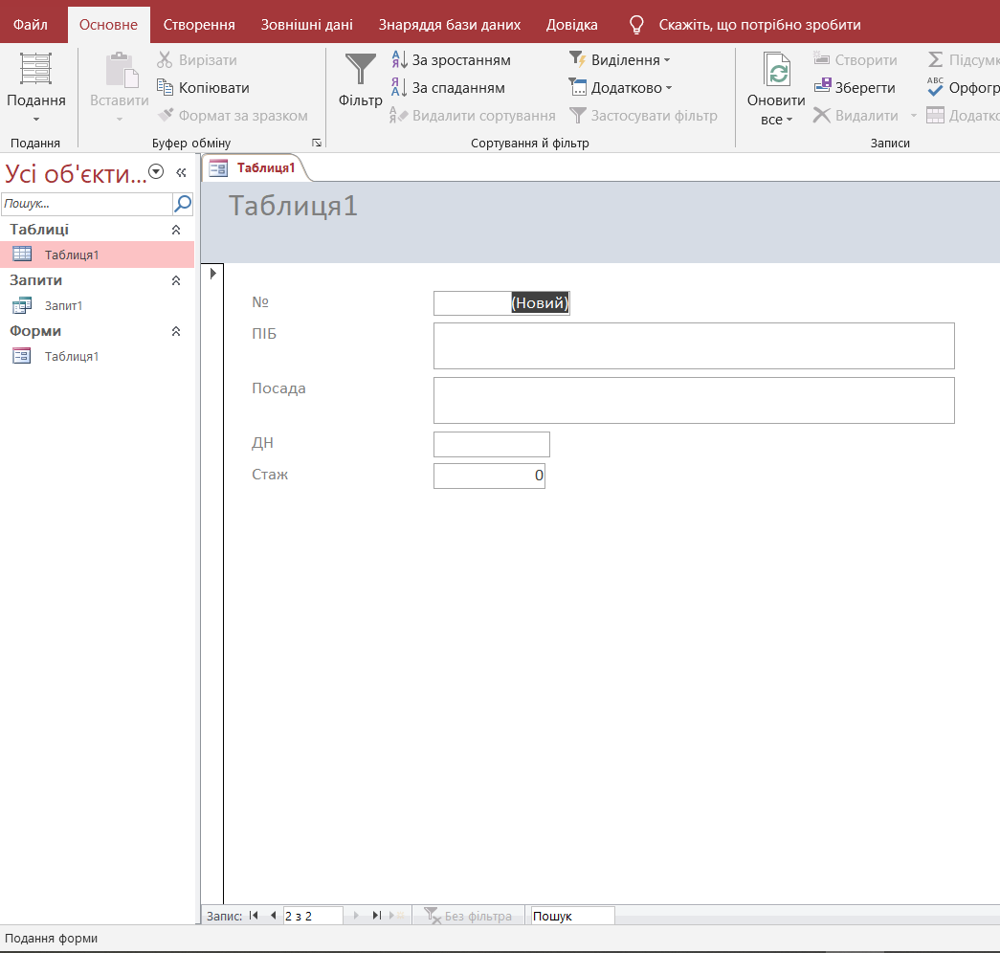 Файл Основне Створення Зовнішні дані Знаряддя бази даних Довідка Скажіть, що потрібно зробити
Подання
Вставити
Вирізати
Копіювати
Формат за зразком
Фільтр
За зростанням
За спаданням
Видалити сортування
Виділення
Додатково
Застосувати фільтр
Оновити
все
Створити
Зберегти
Видалити
Підсумк
Орфогр
Додатко
Подання Буфер обміну Сортування й фільтр Записи
Усі об'єкти...
Пошук...
Таблиці
Таблиця1
Запити
Запит1
Форми
Таблиця1
Таблиця1
Таблиця1
№ (Новий)
ПІБ
Посада
ДН
Стаж 0
Запис: 2 з 2 Без фільтра Пошук
Подання форми